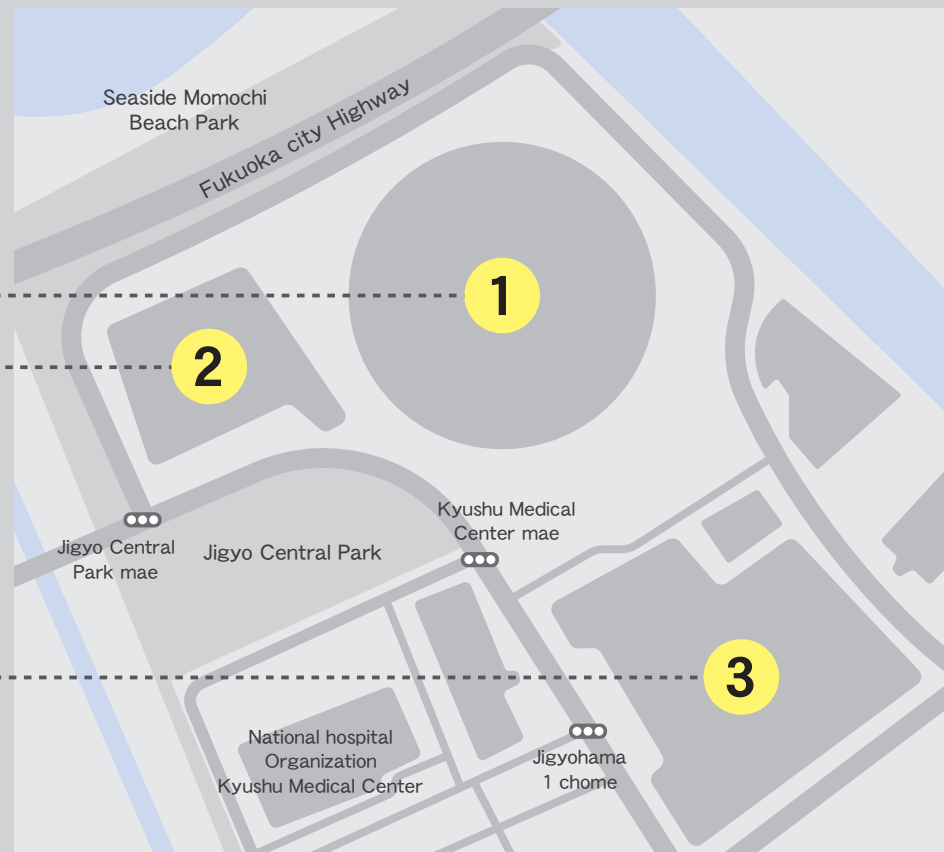 Seaside Momochi
Beach Park
Fukuoka city Highway
1
2
Kyushu Medical
Center mae
Jigyo Central
Park mae
Jigyo Central Park
3
National hospital
Organization
Kyushu Medical Center
Jigyohama
1 chome